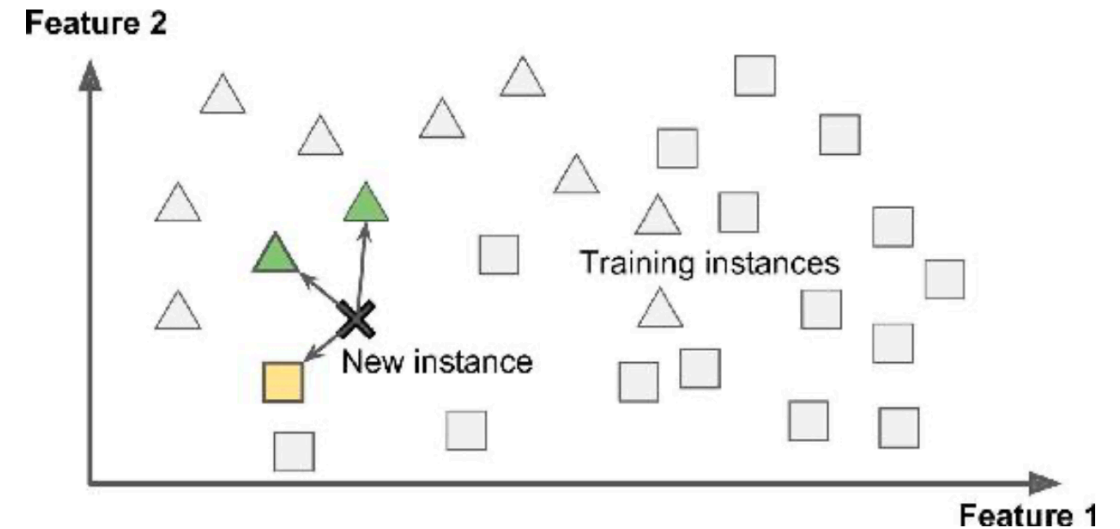 Feature 2
Training instances
New instance
Feature 1